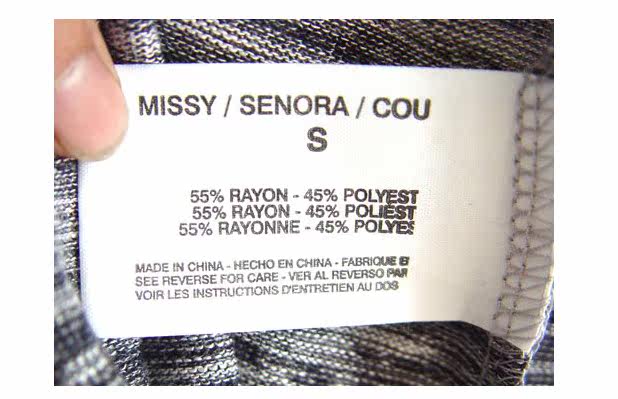 MISSY / SENORA / COU
S
55% RAYON - 45% POLYEST
55% RAYON - 45% POLIÉST
55% RAYONNE - 45% POLYES
MADE IN CHINA - HECHO EN CHINA - FABRIQUE E
SEE REVERSE FOR CARE - VER AL REVERSO PAR
VOIR LES INSTRUCTIONS D'ENTRETIEN AU DOS